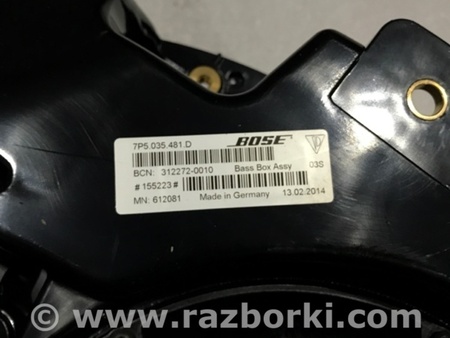 7P5.035.481.D BOSE
BCN: 312272-0010 Bass Box Assy 03S
# 155223 #
MN: 612081 Made in Germany 13.02.2014
www.razborki.com